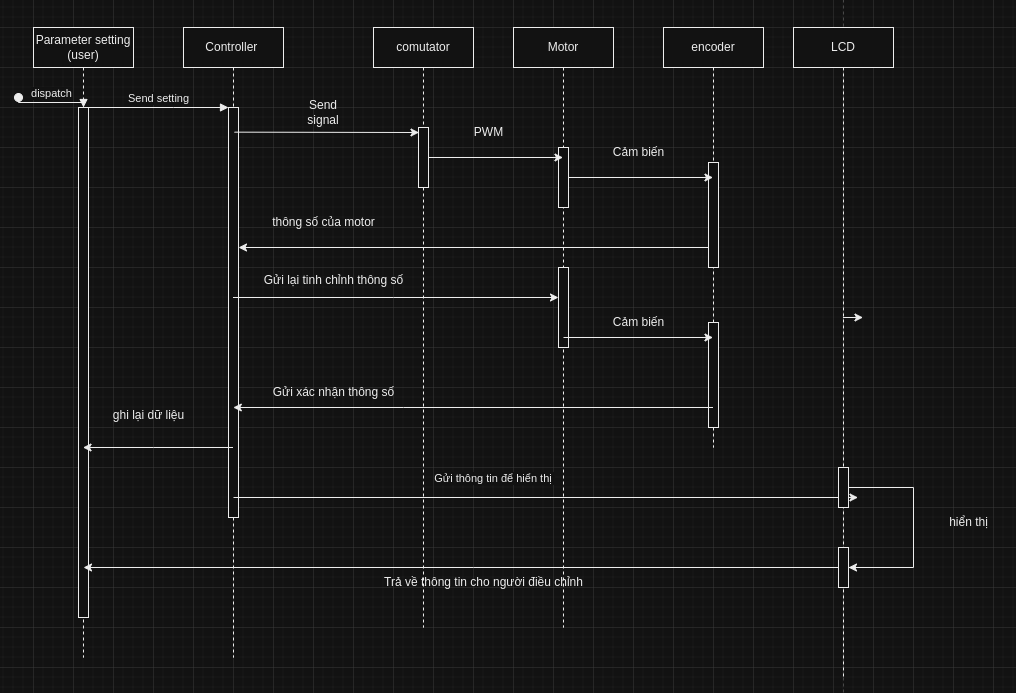 Parameter setting
(user)
Controller
comutator
Motor
encoder
LCD
dispatch
Send setting
Send
signal
PWM
Cảm biến
thông số của motor
Gửi lại tinh chỉnh thông số
Cảm biến
Gửi xác nhận thông số
ghi lại dữ liệu
Gửi thông tin để hiển thị
hiển thị
Trả về thông tin cho người điều chỉnh